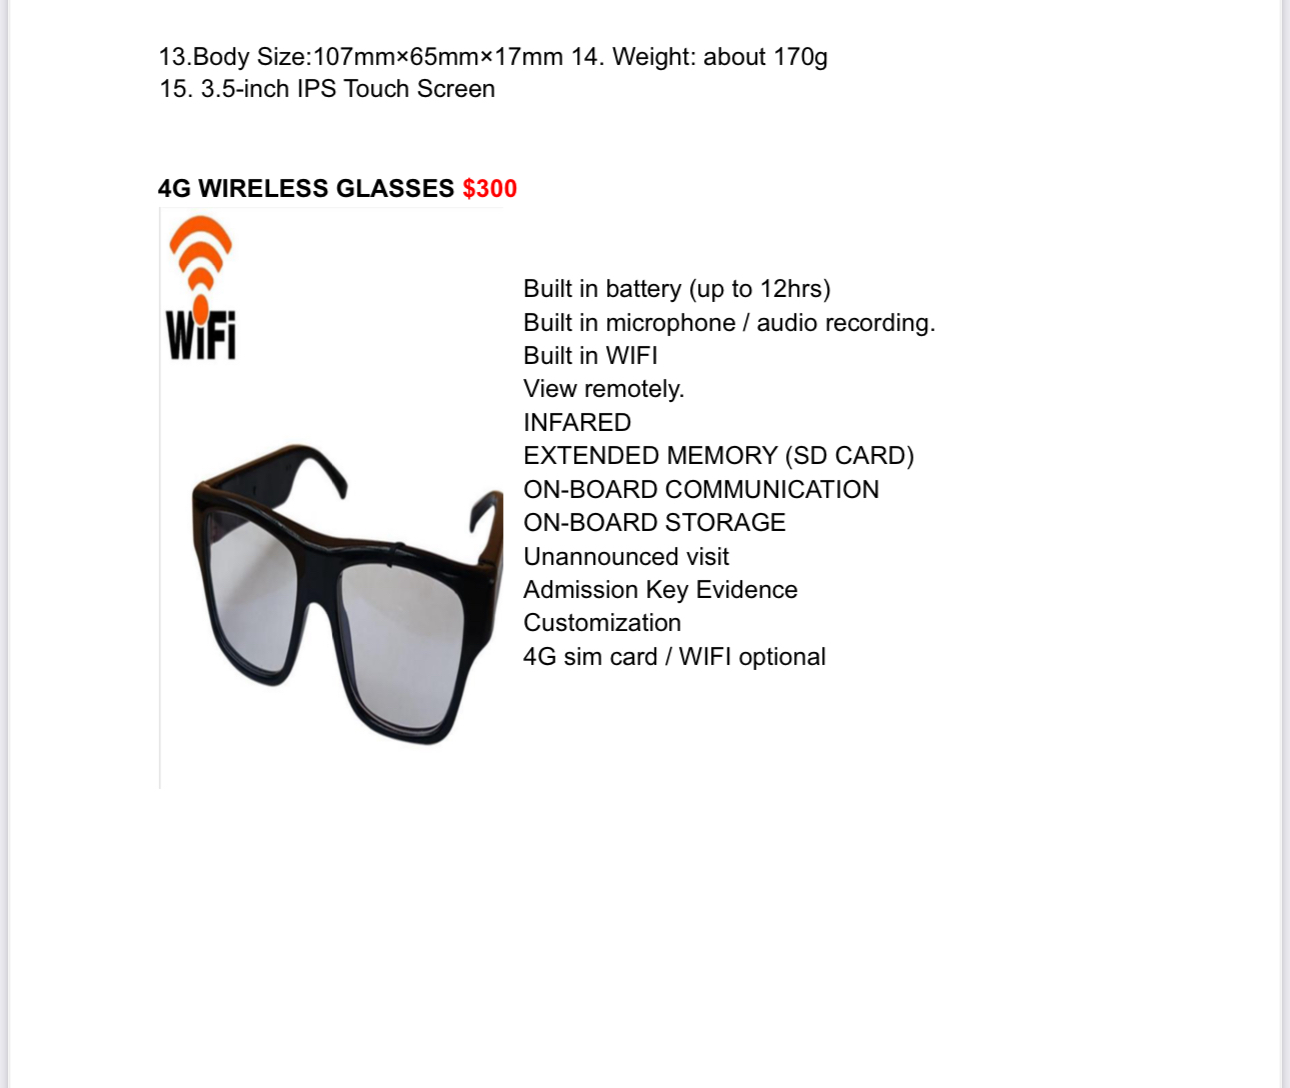 13.Body Size:107mm×65mm×17mm 14. Weight: about 170g
15. 3.5-inch IPS Touch Screen
4G WIRELESS GLASSES $300
WiFi
Built in battery (up to 12hrs)
Built in microphone / audio recording.
Built in WIFI
View remotely.
INFARED
EXTENDED MEMORY (SD CARD)
ON-BOARD COMMUNICATION
ON-BOARD STORAGE
Unannounced visit
Admission Key Evidence
Customization
4G sim card / WIFI optional